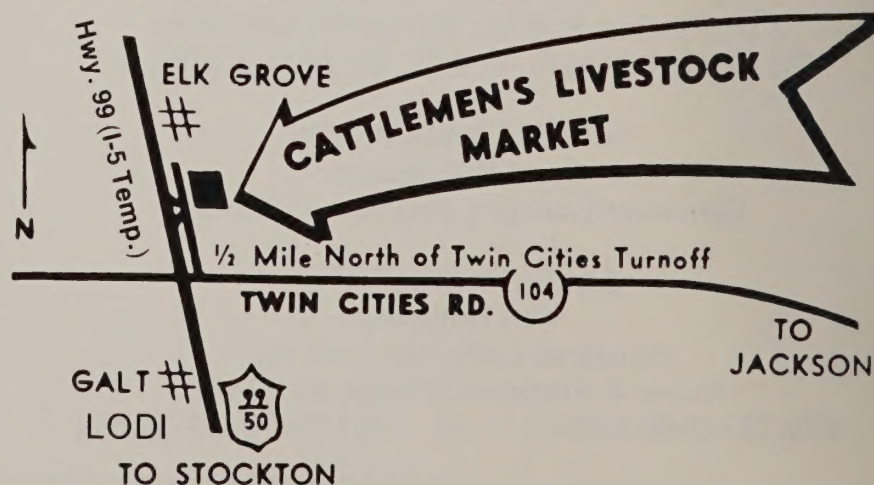 Hwy. 99 (I-5 Temp.)
ELK GROVE
CATTLEMEN'S LIVESTOCK
MARKET
N
1/2 Mile North of Twin Cities Turnoff
TWIN CITIES RD.
104
TO
JACKSON
GALT
LODI
99
50
TO STOCKTON